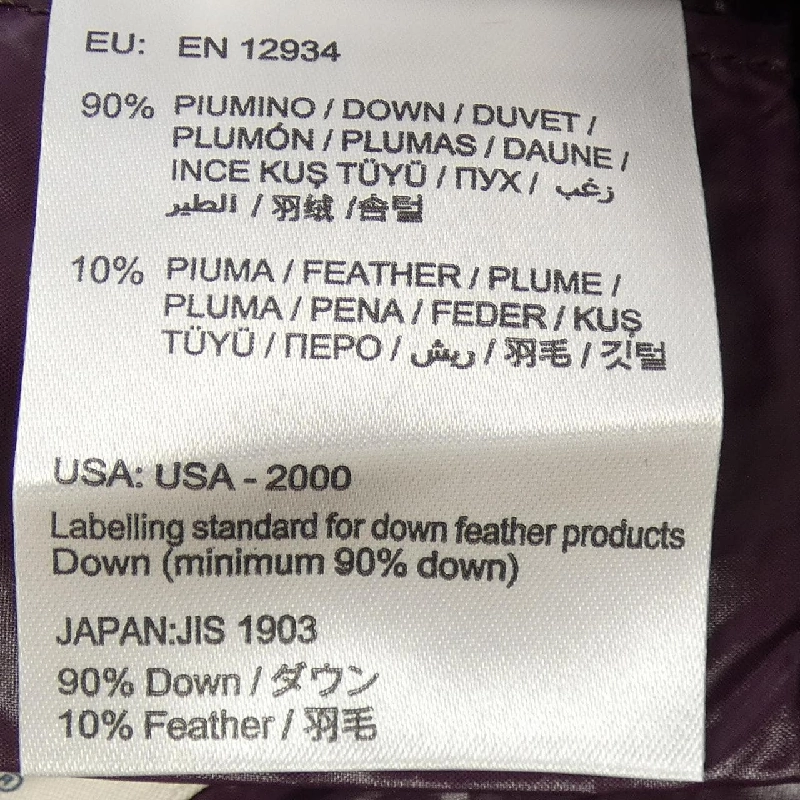 EU: EN 12934
90% PIUMINO / DOWN / DUVET /
PLUMÓN / PLUMAS / DAUNE /
INCE KUŞ TÜYÜ / ПУХ / زغب
الطير / 羽绒 /솜털
10% PIUMA / FEATHER / PLUME /
PLUMA / PENA / FEDER / KUŞ
TÜYÜ / ПЕРО / ريش / 羽毛 / 깃털
USA: USA - 2000
Labelling standard for down feather products
Down (minimum 90% down)
JAPAN:JIS 1903
90% Down / ダウン
10% Feather / 羽毛
®